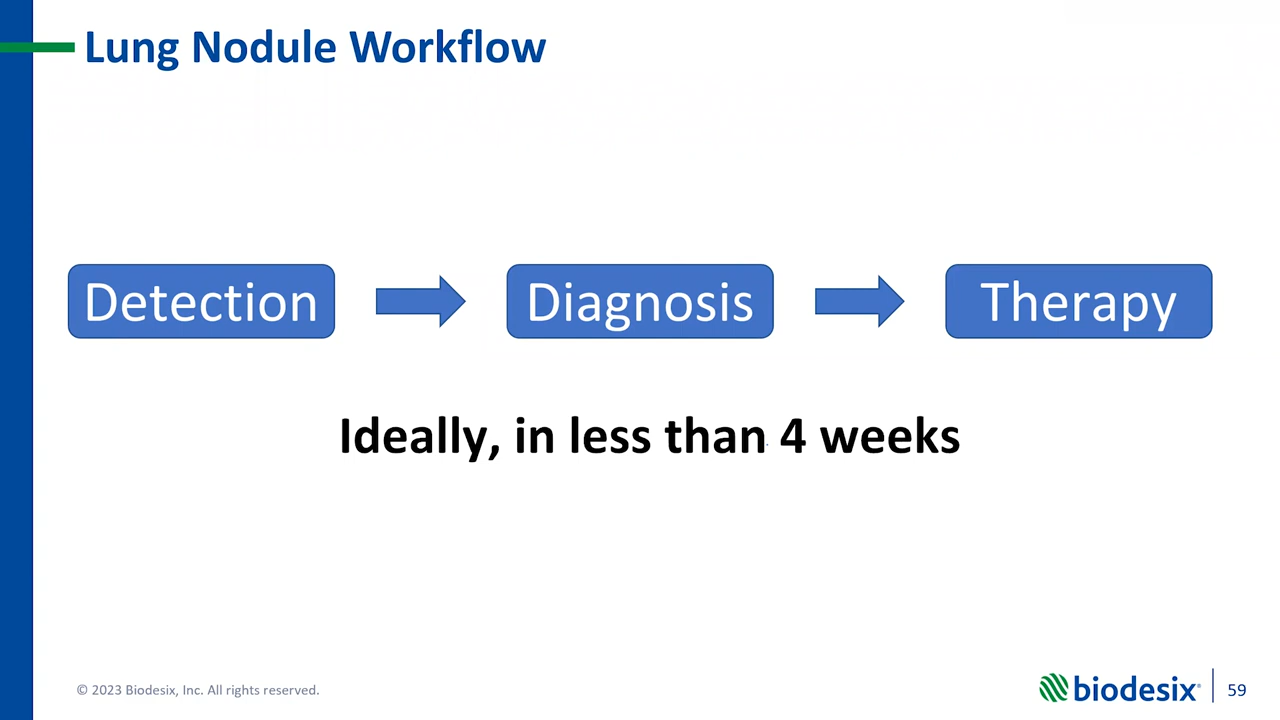 Lung Nodule Workflow
Detection
Diagnosis
Therapy
Ideally, in less than 4 weeks
© 2023 Biodesix, Inc. All rights reserved.
biodesix®
59